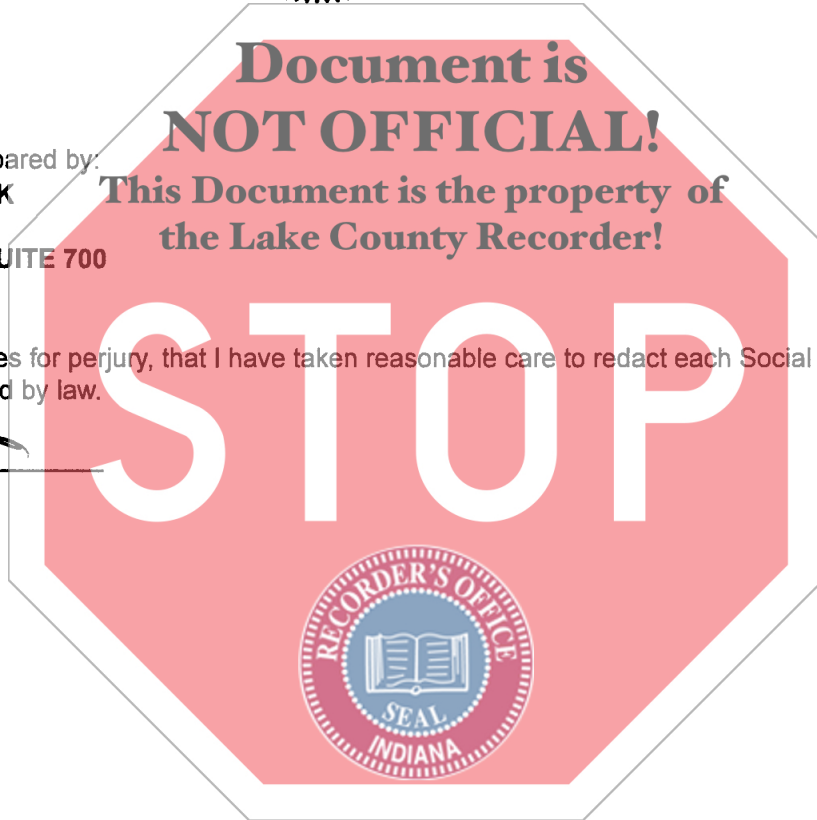 Document is
NOT OFFICIAL!
pared by:
K
This Document is the property of
the Lake County Recorder!
UITE 700
STOP
es for perjury, that I have taken reasonable care to redact each Social
d by law.
RECORDER'S OFFICE
SEAL
INDIANA